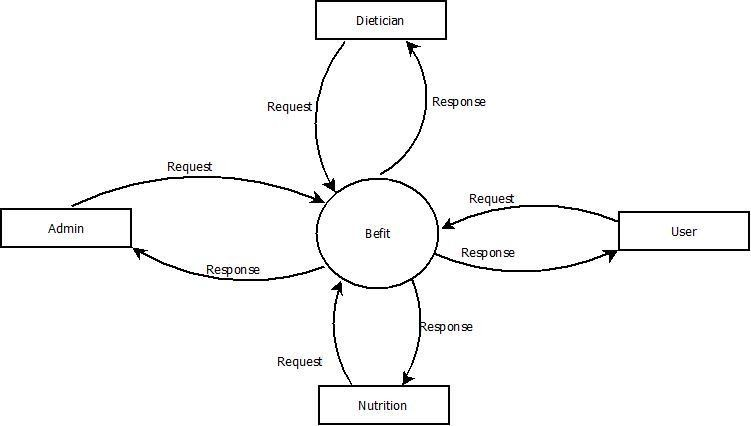 Dietician
Request
Response
Request
Request
Admin
Befit
User
Response
Response
Response
Request
Nutrition